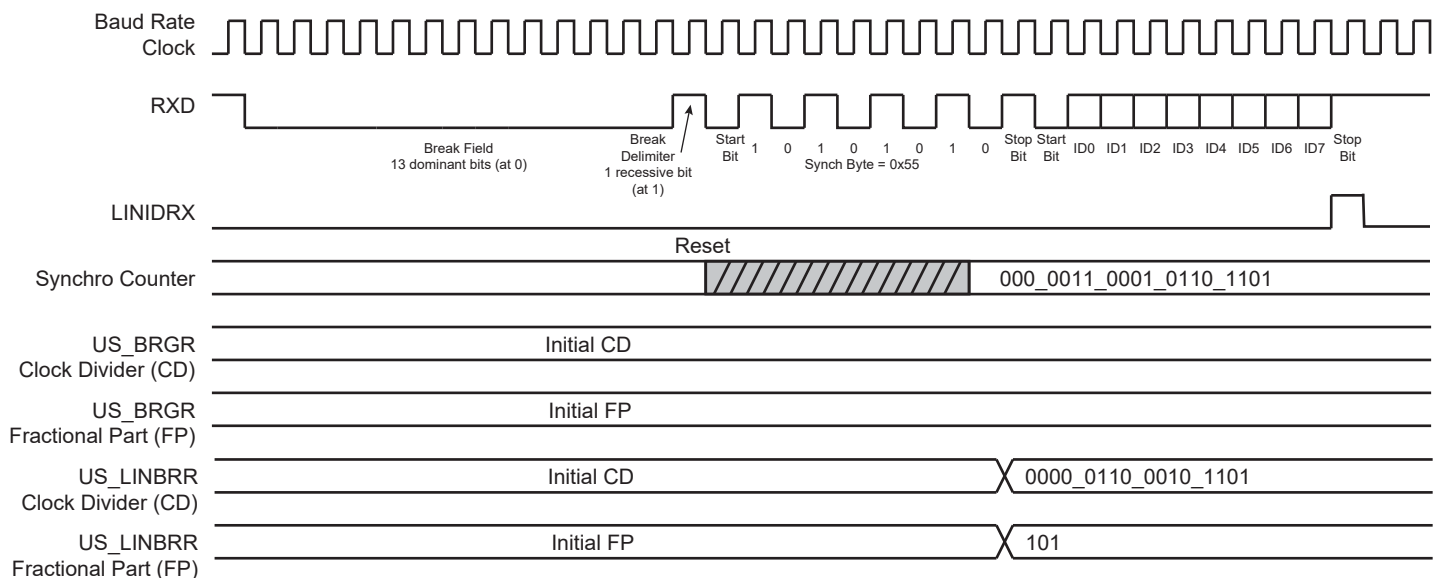 Baud Rate
Clock
RXD
Break Field
13 dominant bits (at 0)
Break
Delimiter
1 recessive bit
(at 1)
Start
Bit
1 0 1 0 1 0 1 0
Synch Byte = 0x55
Stop
Bit
Start
Bit
ID0 ID1 ID2 ID3 ID4 ID5 ID6 ID7
Stop
Bit
LINIDRX
Reset
Synchro Counter
000_0011_0001_0110_1101
US_BRGR
Clock Divider (CD)
Initial CD
US_BRGR
Fractional Part (FP)
Initial FP
US_LINBRR
Clock Divider (CD)
Initial CD
0000_0110_0010_1101
US_LINBRR
Fractional Part (FP)
Initial FP
101